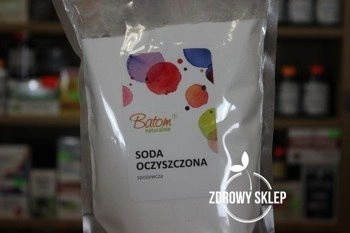 Batom®
naturalnie
SODA
OCZYSZCZONA
spożywcza
ZDROWY SKLEP